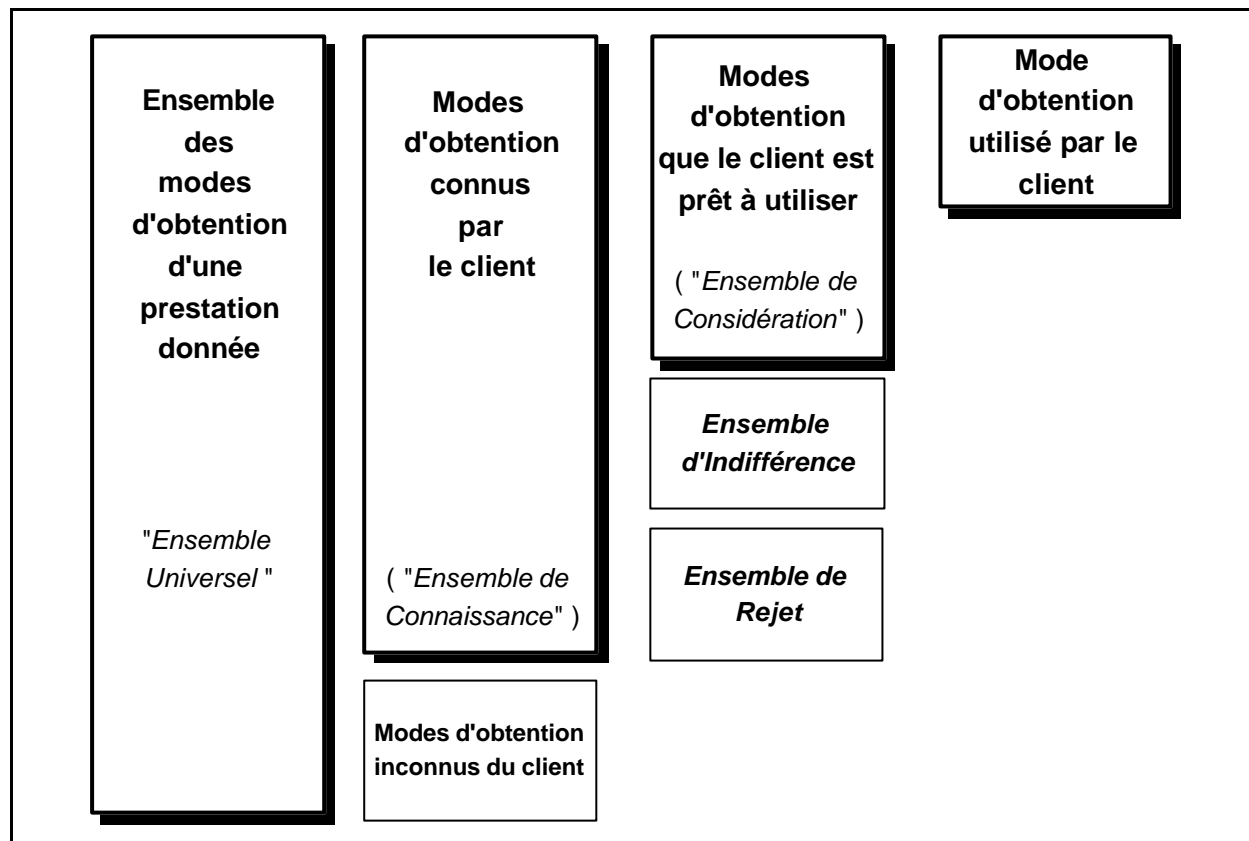 Ensemble
des
modes
d'obtention
d'une
prestation
donnée
"Ensemble
Universel "
Modes
d'obtention
connus
par
le client
( "Ensemble de
Connaissance" )
Modes d'obtention
inconnus du client
Modes
d'obtention
que le client est
prêt à utiliser
( "Ensemble de
Considération" )
Ensemble
d'Indifférence
Ensemble de
Rejet
Mode
d'obtention
utilisé par le
client